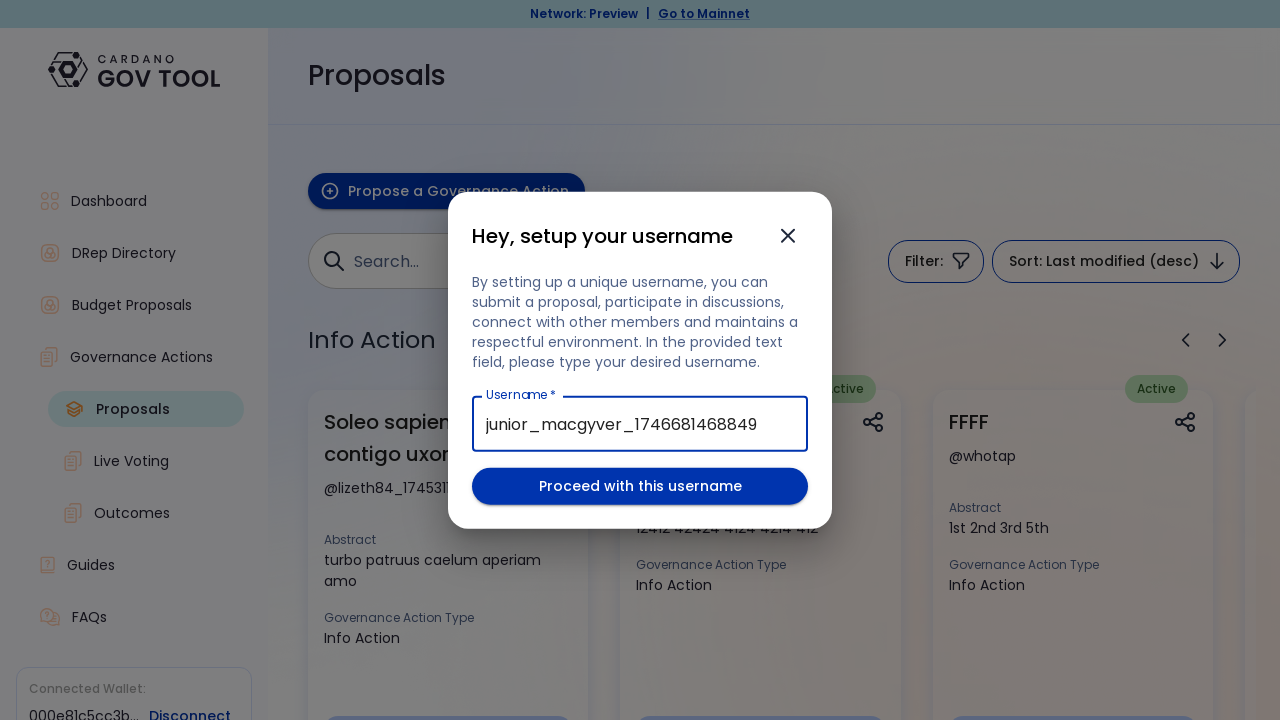 Network: Preview | Go to Mainnet
CARDANO
GOV TOOL
Dashboard
DRep Directory
Budget Proposals
Governance Actions
Proposals
Live Voting
Outcomes
Guides
FAQs
Connected Wallet:
000e81c5cc3b... Disconnect
Proposals
Propose a Governance Action
Search...
Filter:
Sort: Last modified (desc)
Info Action
Hey, setup your username
By setting up a unique username, you can
submit a proposal, participate in discussions,
connect with other members and maintains a
respectful environment. In the provided text
field, please type your desired username.
Username *
junior_macgyver_1746681468849
Proceed with this username
Soleo sapien
contigo uxor
@lizeth84_174531
Abstract
turbo patruus caelum aperiam
amo
Governance Action Type
Info Action
Active
12412 42424 4124 4214 412
Governance Action Type
Info Action
Active
FFFF
@whotap
Abstract
1st 2nd 3rd 5th
Governance Action Type
Info Action